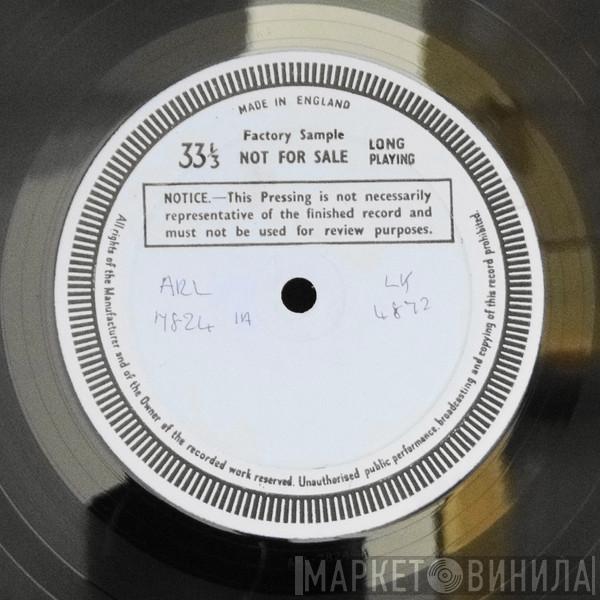 MADE IN ENGLAND
Factory Sample
33⅓ NOT FOR SALE LONG PLAYING
NOTICE.—This Pressing is not necessarily
representative of the finished record and
must not be used for review purposes.
ARL
7824 1A
LK
4872
All rights of the Manufacturer and of the Owner of the recorded work reserved. Unauthorised public performance, broadcasting and copying of this record prohibited.
МАРКЕТ ВИНИЛА